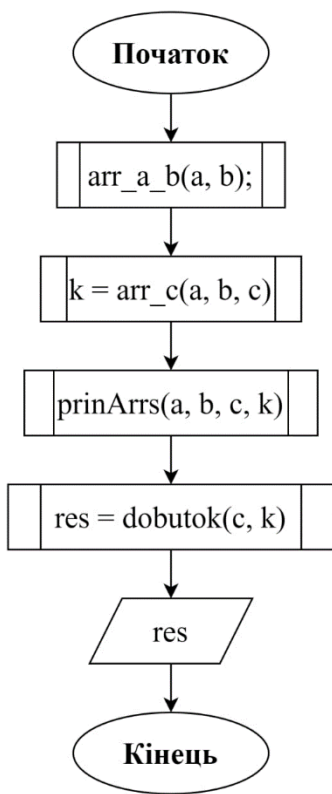 Початок
arr_a_b(a, b);
k = arr_c(a, b, c)
prinArrs(a, b, c, k)
res = dobutok(c, k)
res
Кінець